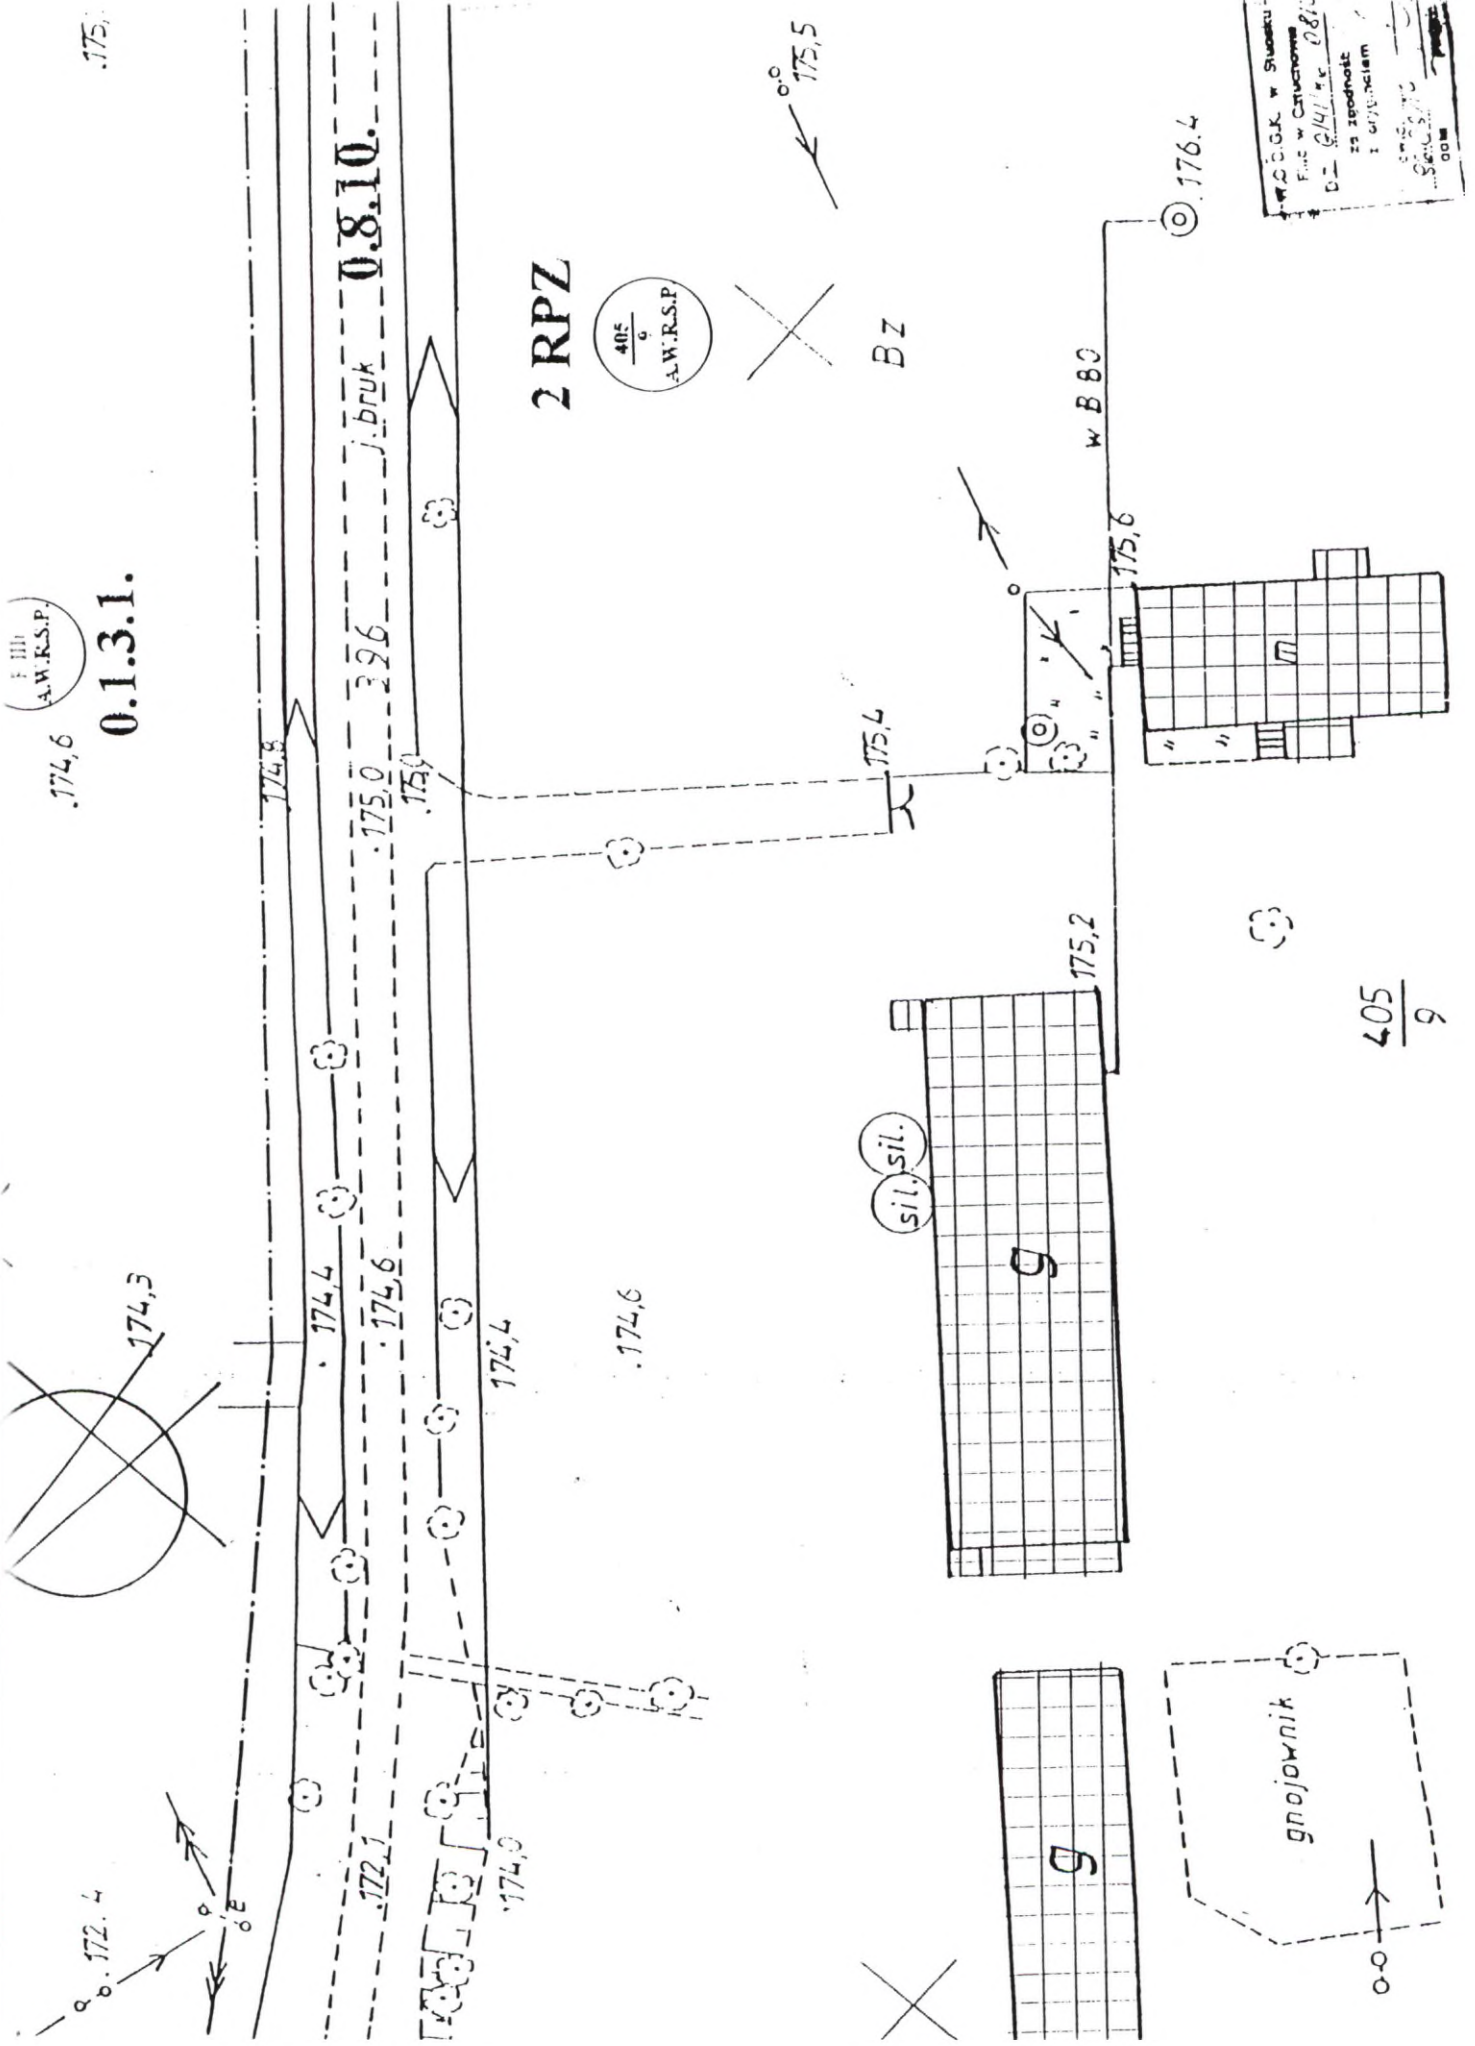 .175,
A.W.R.S.P.
0.1.3.1.
.174,6
174,8
0.8.10.
j.bruk
396
.175,0
2 RPZ
405
9
A.W.R.S.P.
Bz
175,5
.176.4
w B 80
175,6
m
175,4
175,2
sil.
sil.
g
405
9
174,3
174,4
.174,6
174,4
.174,6
.172.4
.172,1
.174,0
g
gnojownik
W.O.D.G.K. w Słupsku
za zgodność